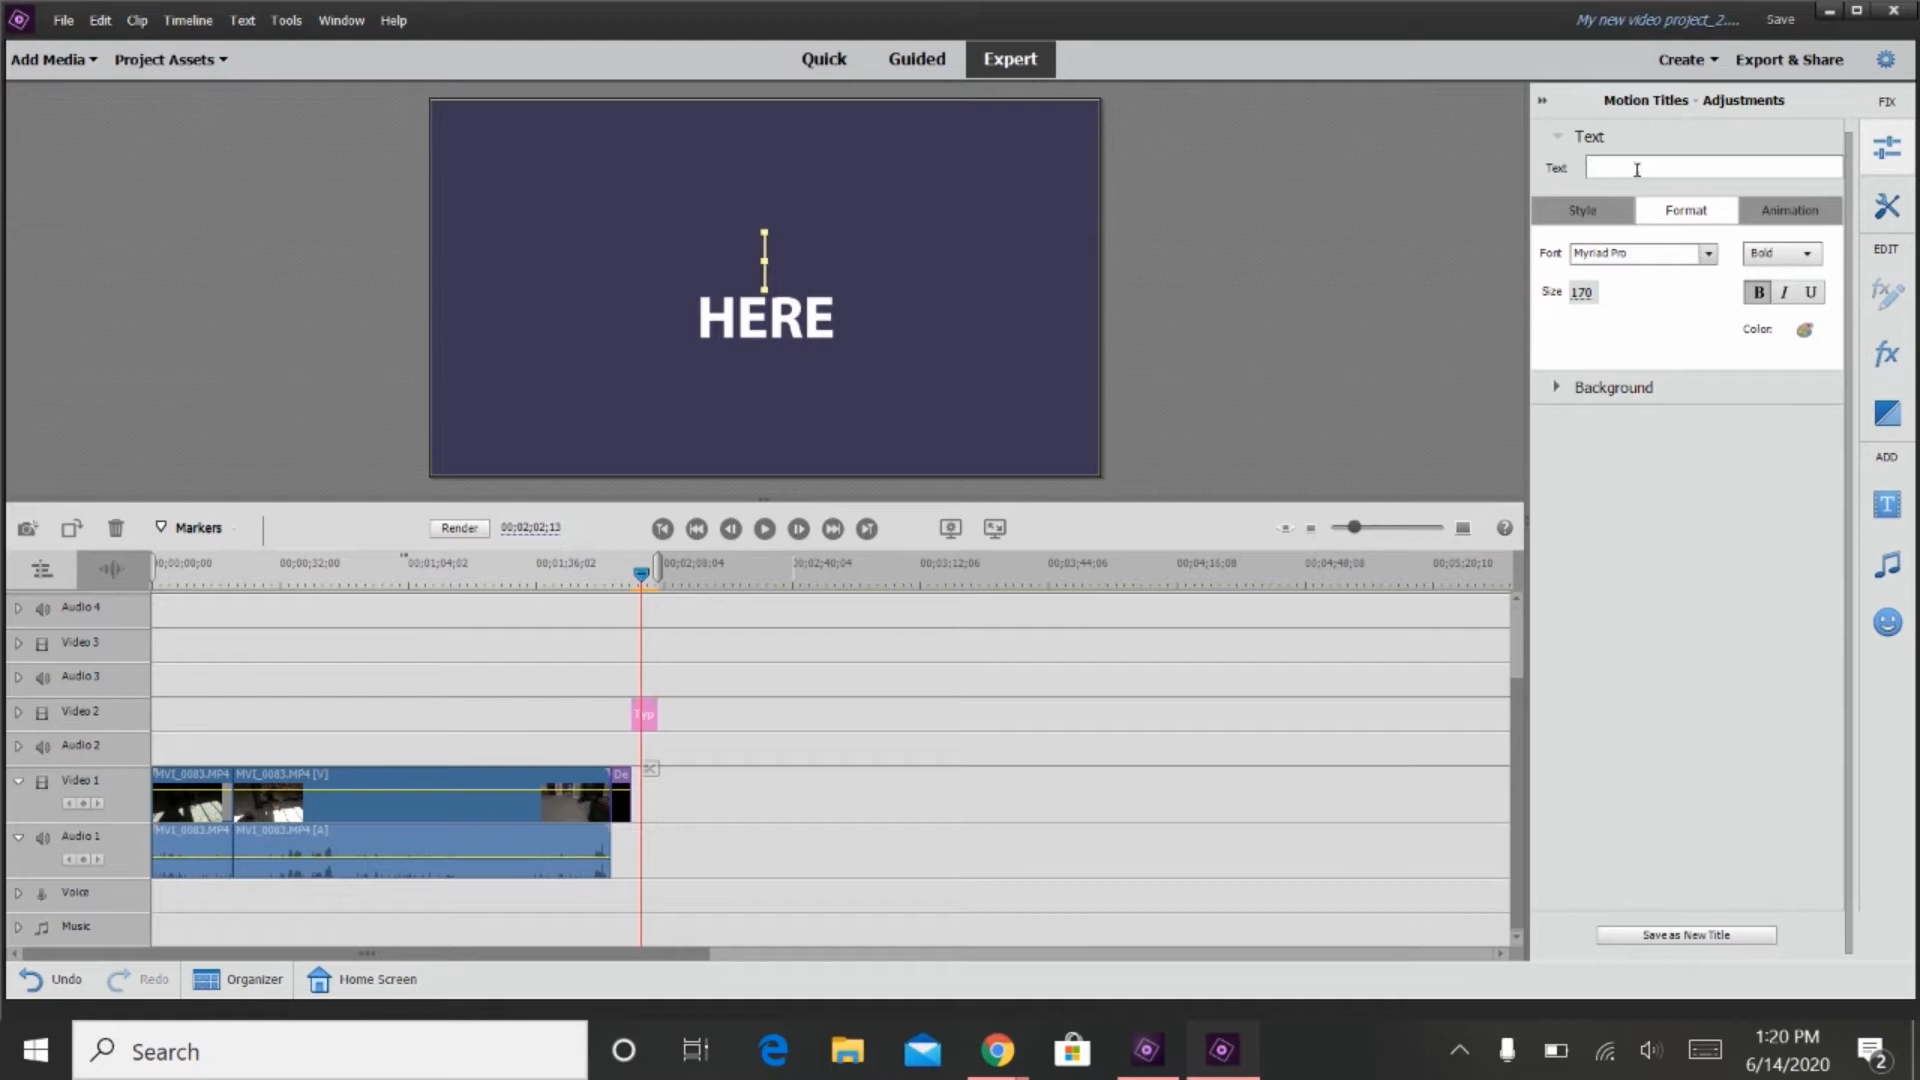 File Edit Clip Timeline Text Tools Window Help
My new video project_2.... Save
Add Media Project Assets
Quick Guided Expert
Create Export & Share
Motion Titles - Adjustments
FIX
Text
Text
Style Format Animation
Font Myriad Pro Bold
Size 170 B I U
Color:
Background
EDIT
ADD
HERE
Markers
Render 00;02;02;13
00;00;00;00 00;00;32;00 00;01;04;02 00;01;36;02 00;02;08;04 00;02;40;04 00;03;12;06 00;03;44;06 00;04;16;08 00;04;48;08 00;05;20;10
Audio 4
Video 3
Audio 3
Video 2
Typ
Audio 2
Video 1
MVI_0083.MP4 MVI_0083.MP4 [V] De
Audio 1
MVI_0083.MP4 MVI_0083.MP4 [A]
Voice
Music
Save as New Title
Undo Redo Organizer Home Screen
Search
1:20 PM
6/14/2020
2